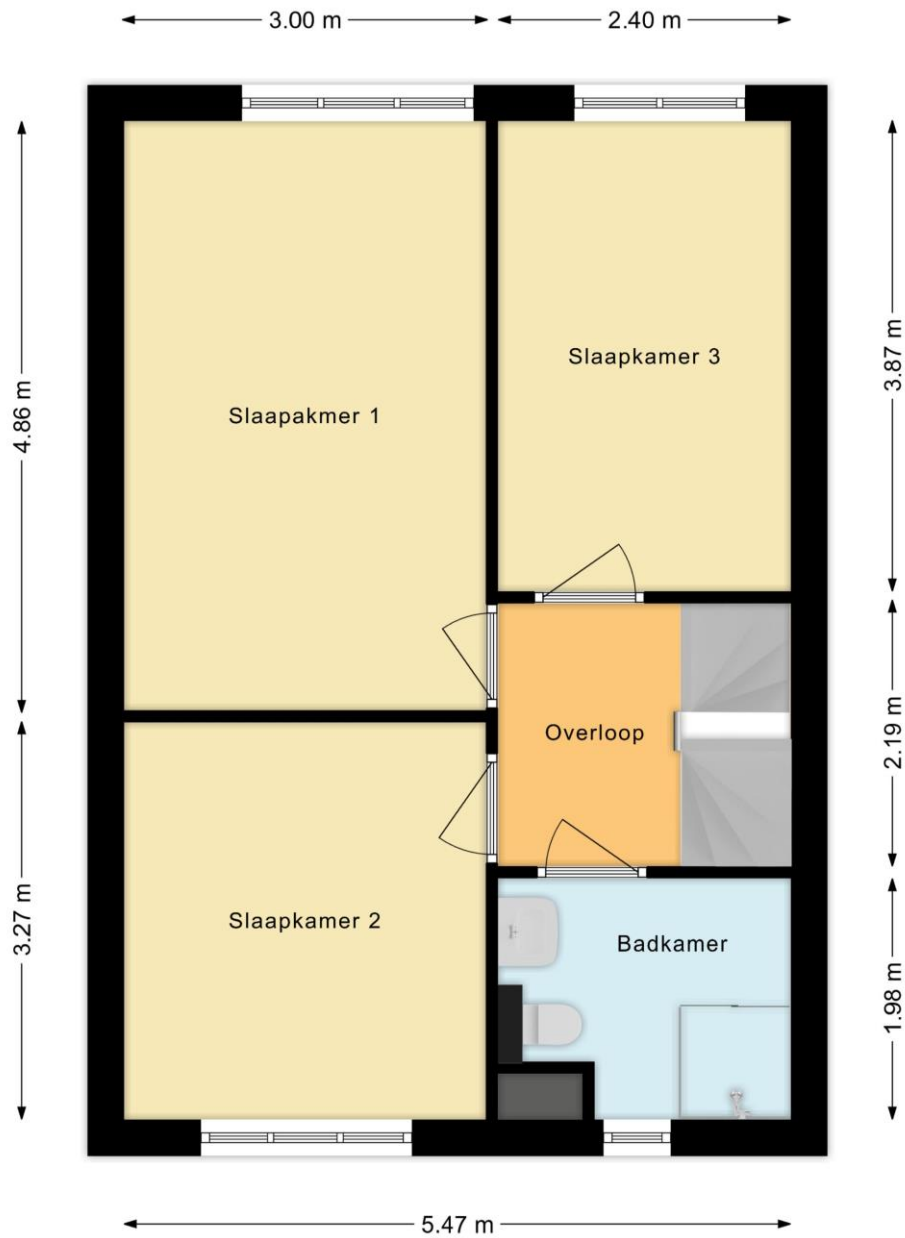 3.00 m
2.40 m
4.86 m
3.87 m
Slaapkamer 3
Slaapakmer 1
2.19 m
Overloop
3.27 m
Slaapkamer 2
Badkamer
1.98 m
5.47 m